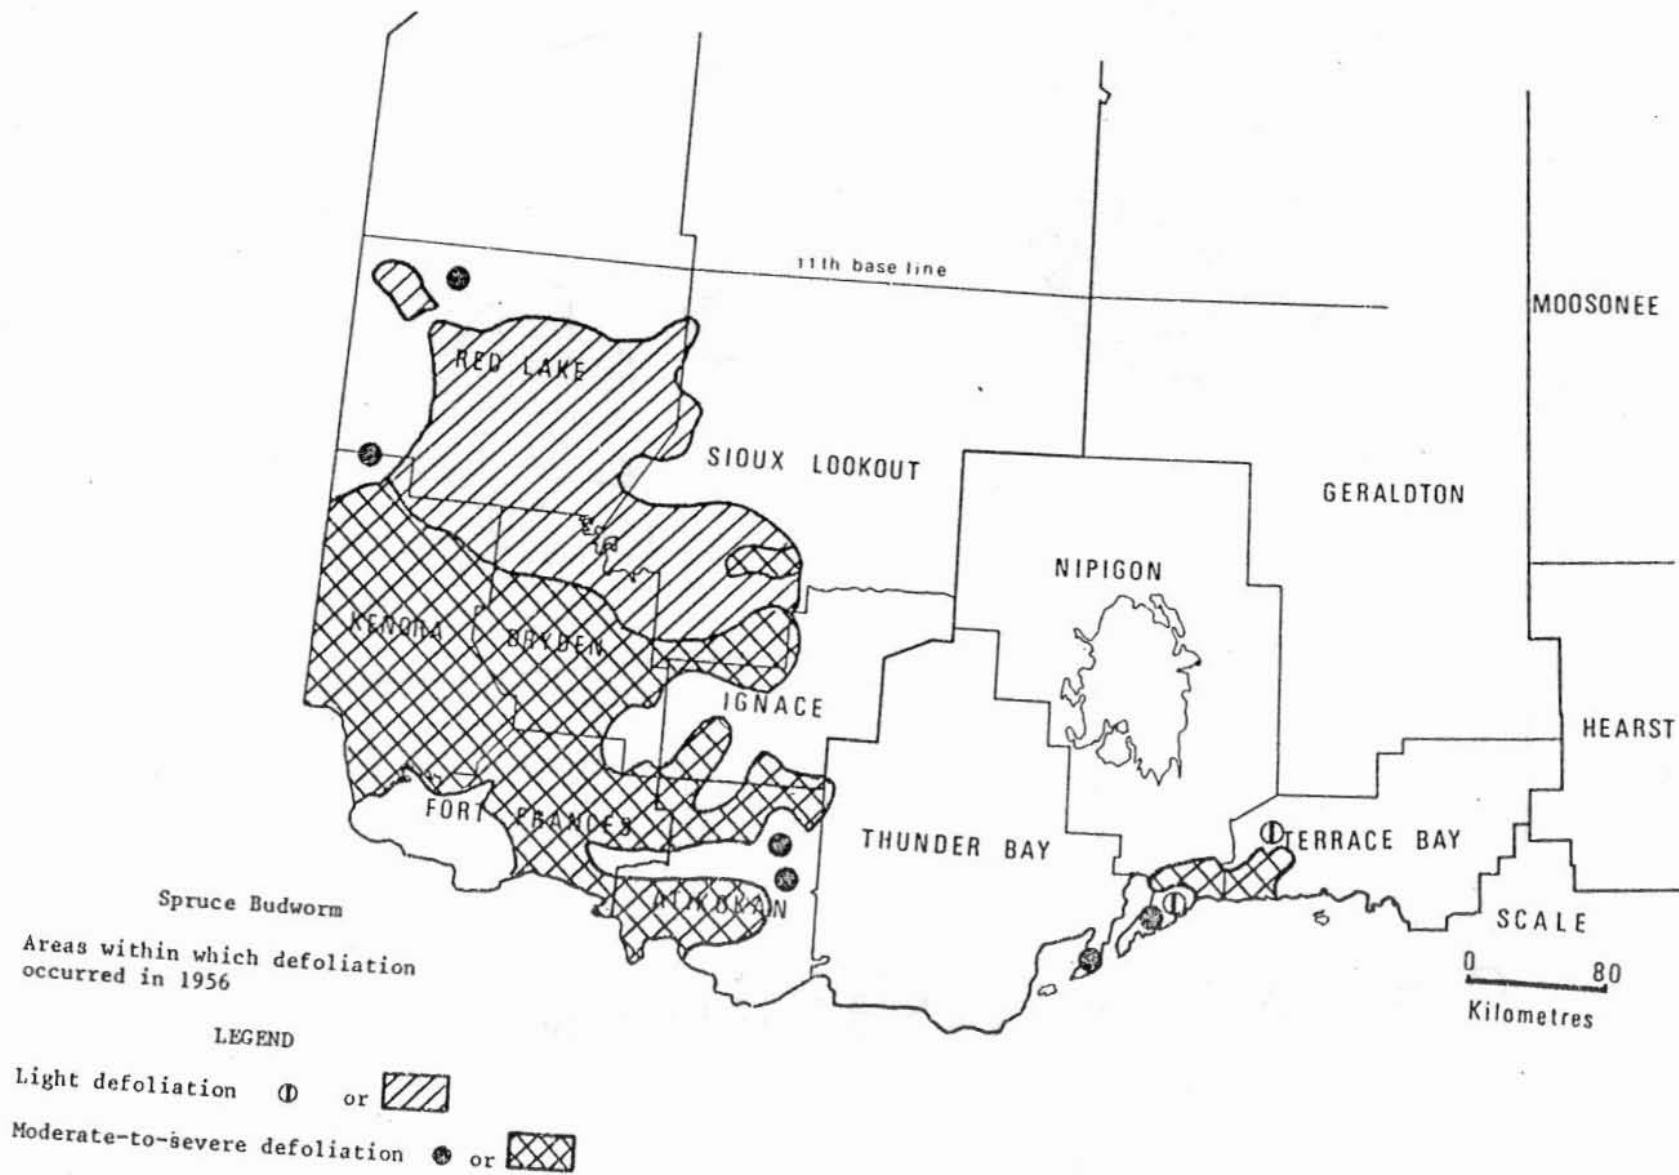 11th base line
MOOSONEE
RED LAKE
SIOUX LOOKOUT
GERALDTON
NIPIGON
KENORA
DRYDEN
IGNACE
HEARST
FORT FRANCES
THUNDER BAY
TERRACE BAY
ATIKOKAN
SCALE
0 80
Kilometres
Spruce Budworm
Areas within which defoliation
occurred in 1956
LEGEND
Light defoliation or
Moderate-to-severe defoliation or